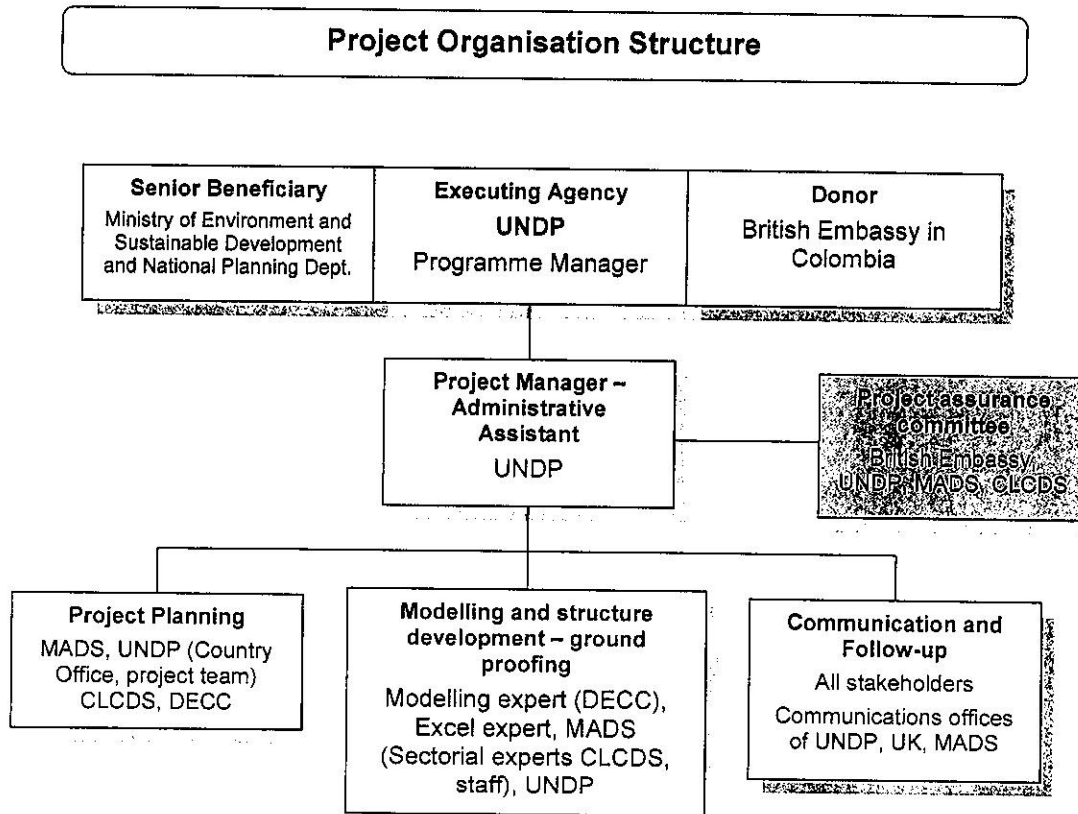 Project Organisation Structure
Senior Beneficiary
Ministry of Environment and
Sustainable Development
and National Planning Dept.
Executing Agency
UNDP
Programme Manager
Donor
British Embassy in
Colombia
Project Manager –
Administrative
Assistant
UNDP
Project assurance
committee
British Embassy,
UNDP, MADS, CLCDS
Project Planning
MADS, UNDP (Country
Office, project team)
CLCDS, DECC
Modelling and structure
development – ground
proofing
Modelling expert (DECC),
Excel expert, MADS
(Sectorial experts CLCDS,
staff), UNDP
Communication and
Follow-up
All stakeholders
Communications offices
of UNDP, UK, MADS